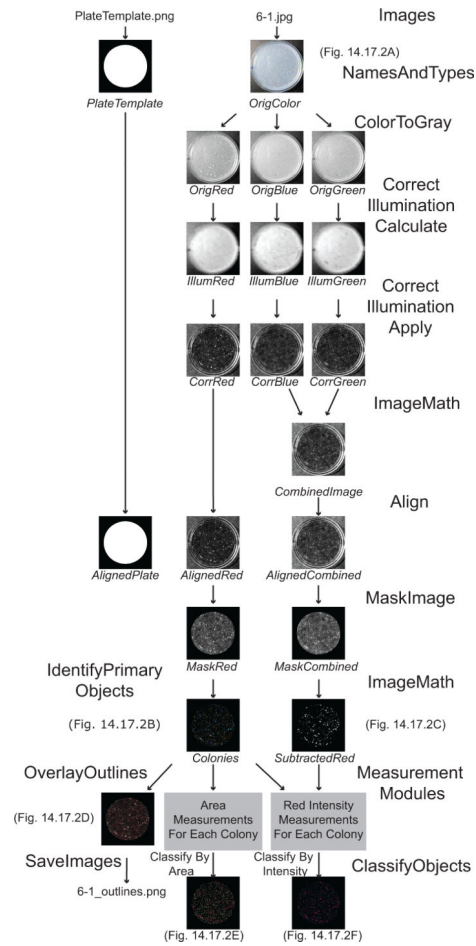 PlateTemplate.png
6-1.jpg
Images
(Fig. 14.17.2A)
NamesAndTypes
PlateTemplate
OrigColor
ColorToGray
OrigRed
OrigBlue
OrigGreen
Correct
Illumination
Calculate
IllumRed
IllumBlue
IllumGreen
Correct
Illumination
Apply
CorrRed
CorrBlue
CorrGreen
ImageMath
CombinedImage
Align
AlignedPlate
AlignedRed
AlignedCombined
MaskImage
MaskRed
MaskCombined
IdentifyPrimary
Objects
ImageMath
(Fig. 14.17.2B)
(Fig. 14.17.2C)
Colonies
SubtractedRed
OverlayOutlines
Measurement
Modules
(Fig. 14.17.2D)
Area
Measurements
For Each Colony
Red Intensity
Measurements
For Each Colony
SaveImages
Classify By
Area
Classify By
Intensity
ClassifyObjects
6-1_outlines.png
(Fig. 14.17.2E)
(Fig. 14.17.2F)